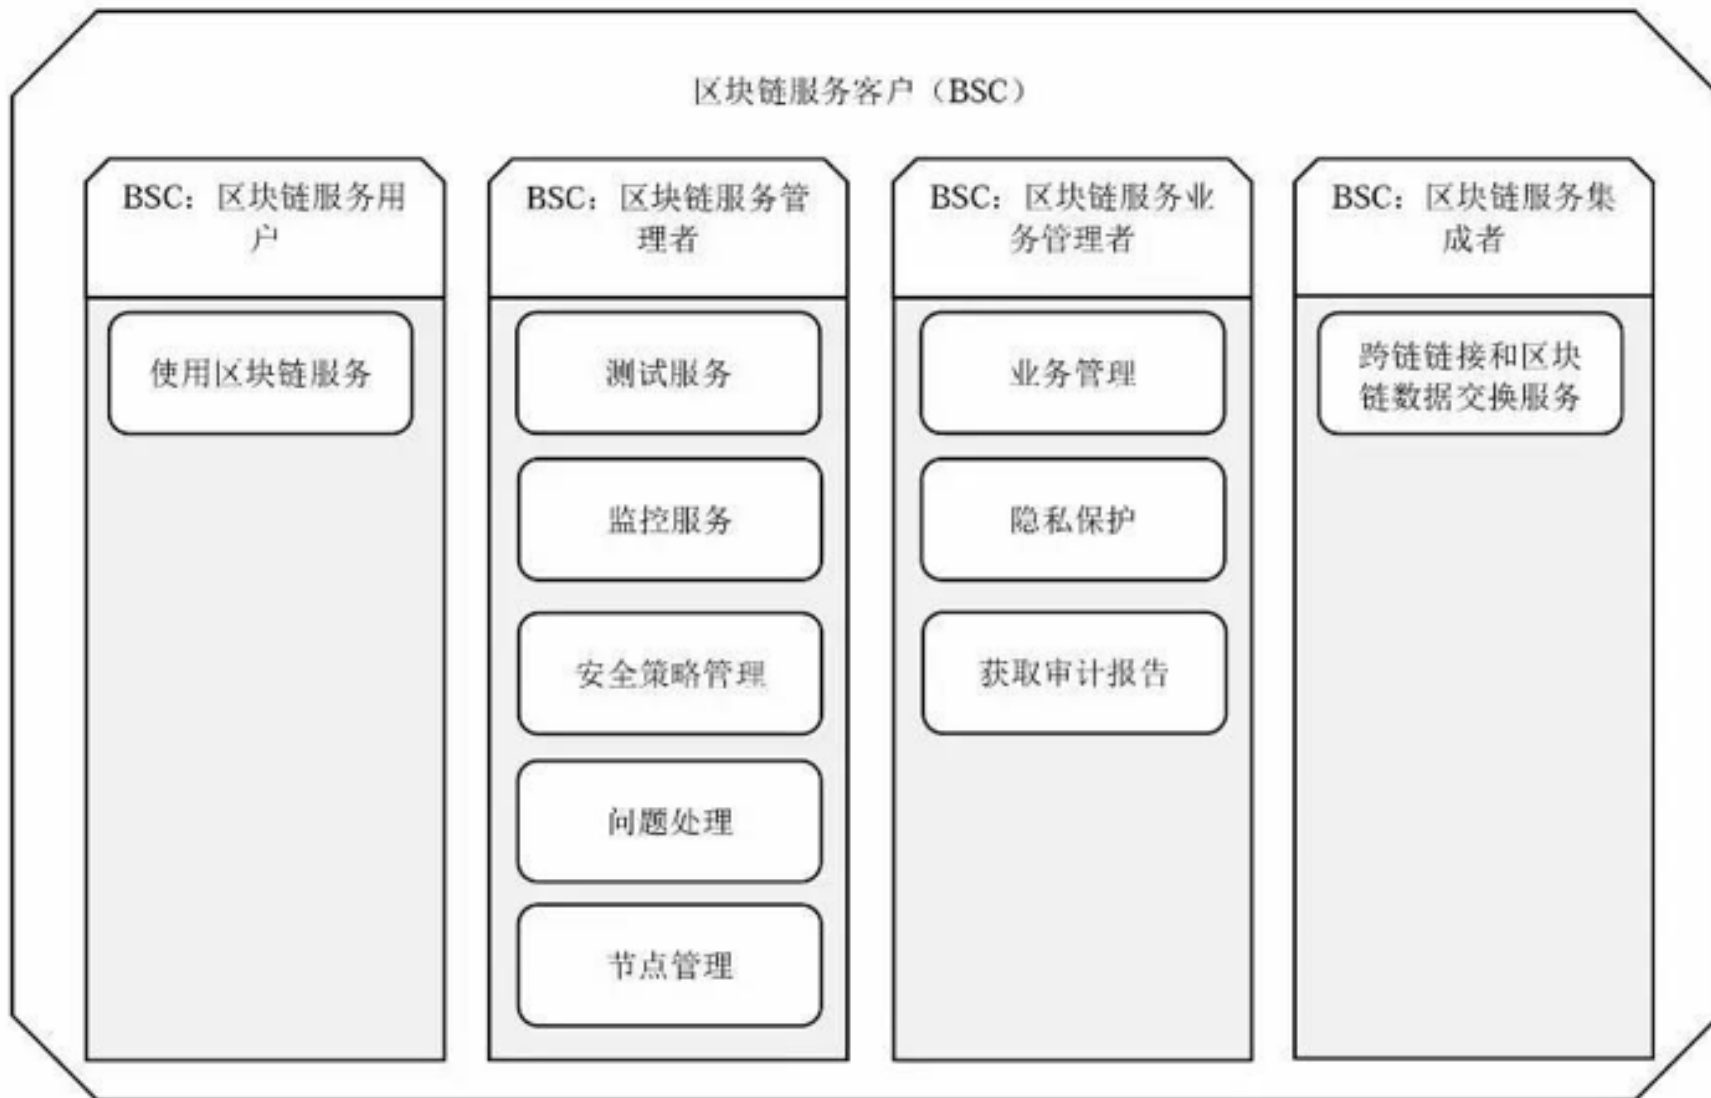 区块链服务客户（BSC）
BSC：区块链服务用
户
使用区块链服务
BSC：区块链服务管
理者
测试服务
监控服务
安全策略管理
问题处理
节点管理
BSC：区块链服务业
务管理者
业务管理
隐私保护
获取审计报告
BSC：区块链服务集
成者
跨链链接和区块
链数据交换服务